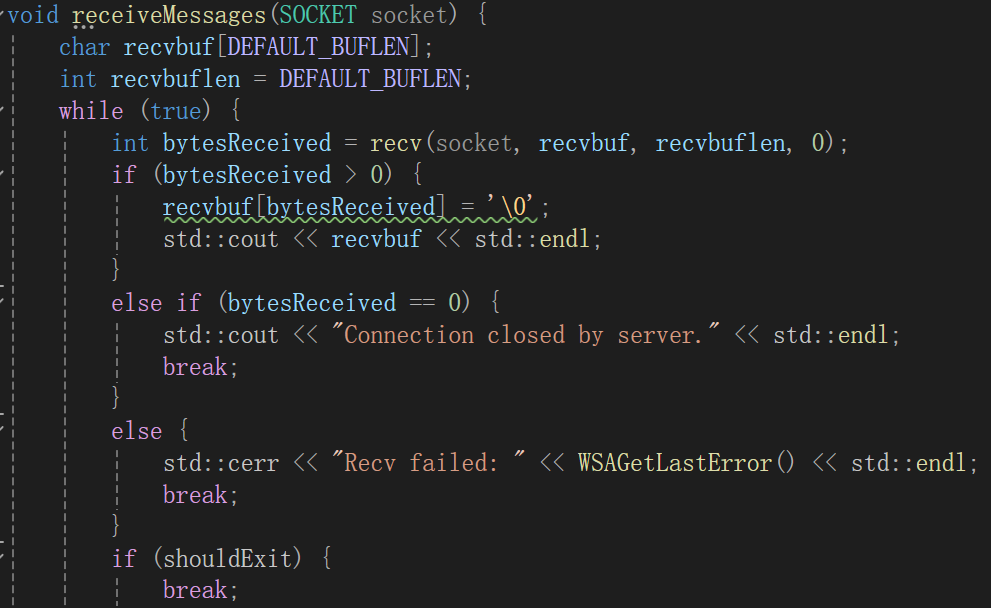 void receiveMessages(SOCKET socket) {
    char recvbuf[DEFAULT_BUFLEN];
    int recvbuflen = DEFAULT_BUFLEN;
    while (true) {
        int bytesReceived = recv(socket, recvbuf, recvbuflen, 0);
        if (bytesReceived > 0) {
            recvbuf[bytesReceived] = '\0';
            std::cout << recvbuf << std::endl;
        }
        else if (bytesReceived == 0) {
            std::cout << "Connection closed by server." << std::endl;
            break;
        }
        else {
            std::cerr << "Recv failed: " << WSAGetLastError() << std::endl;
            break;
        }
        if (shouldExit) {
            break;